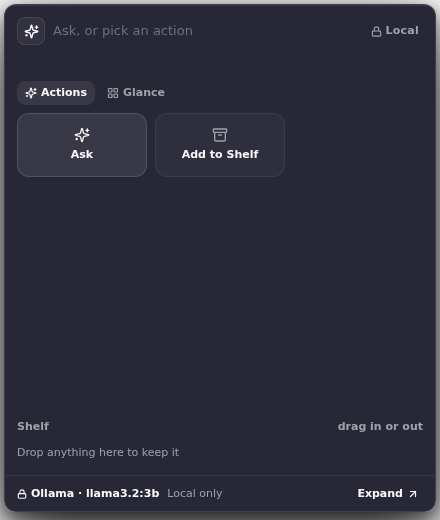 Ask, or pick an action
Local
Actions
Glance
Ask
Add to Shelf
Shelf
drag in or out
Drop anything here to keep it
Ollama · llama3.2:3b Local only
Expand